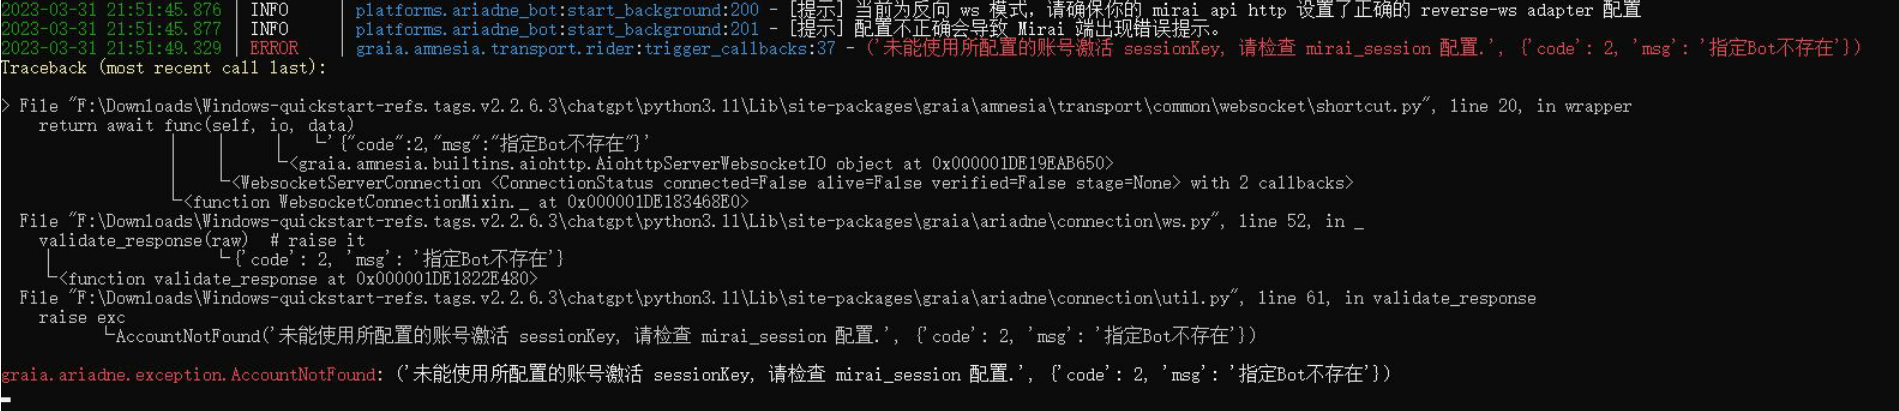 2023-03-31 21:51:45.876 | INFO     | platforms.ariadne_bot:start_background:200 - [提示] 当前为反向 ws 模式，请确保你的 mirai api http 设置了正确的 reverse-ws adapter 配置
2023-03-31 21:51:45.877 | INFO     | platforms.ariadne_bot:start_background:201 - [提示] 配置不正确会导致 Mirai 端出现错误提示。
2023-03-31 21:51:49.329 | ERROR    | graia.amnesia.transport.rider:trigger_callbacks:37 - ('未能使用所配置的账号激活 sessionKey, 请检查 mirai_session 配置.', {'code': 2, 'msg': '指定Bot不存在'})
Traceback (most recent call last):
> File "F:\Downloads\Windows-quickstart-refs.tags.v2.2.6.3\chatgpt\python3.11\Lib\site-packages\graia\amnesia\transport\common\websocket\shortcut.py", line 20, in wrapper
return await func(self, io, data)
│ │ │ └'{"code":2,"msg":"指定Bot不存在"}'
│ │ └<graia.amnesia.builtins.aiohttp.AiohttpServerWebsocketIO object at 0x000001DE19EAB650>
│ └<WebsocketServerConnection <ConnectionStatus connected=False alive=False verified=False stage=None> with 2 callbacks>
└<function WebsocketConnectionMixin._ at 0x000001DE183468E0>
File "F:\Downloads\Windows-quickstart-refs.tags.v2.2.6.3\chatgpt\python3.11\Lib\site-packages\graia\ariadne\connection\ws.py", line 52, in _
validate_response(raw)  # raise it
│ └{'code': 2, 'msg': '指定Bot不存在'}
└<function validate_response at 0x000001DE1822E480>
File "F:\Downloads\Windows-quickstart-refs.tags.v2.2.6.3\chatgpt\python3.11\Lib\site-packages\graia\ariadne\connection\util.py", line 61, in validate_response
raise exc
└AccountNotFound('未能使用所配置的账号激活 sessionKey, 请检查 mirai_session 配置.', {'code': 2, 'msg': '指定Bot不存在'})
graia.ariadne.exception.AccountNotFound: ('未能使用所配置的账号激活 sessionKey, 请检查 mirai_session 配置.', {'code': 2, 'msg': '指定Bot不存在'})